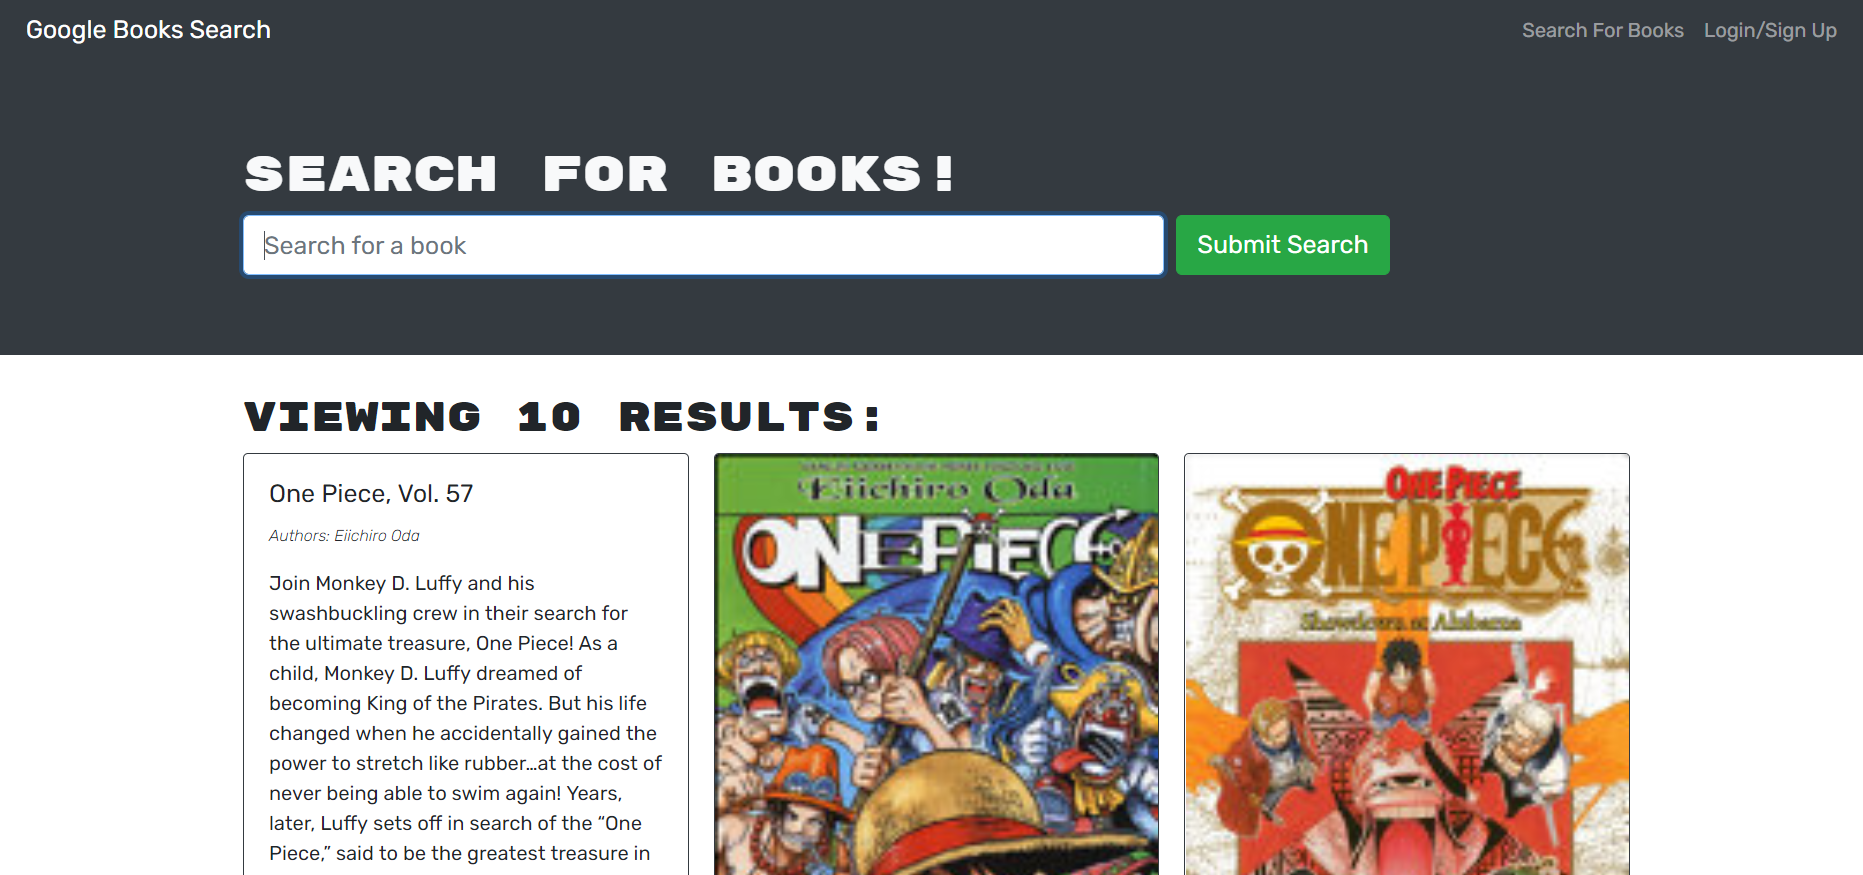 Google Books Search
Search For Books
Login/Sign Up
SEARCH FOR BOOKS!
Search for a book
Submit Search
VIEWING 10 RESULTS:
One Piece, Vol. 57
Authors: Eiichiro Oda
Join Monkey D. Luffy and his
swashbuckling crew in their search for
the ultimate treasure, One Piece! As a
child, Monkey D. Luffy dreamed of
becoming King of the Pirates. But his life
changed when he accidentally gained the
power to stretch like rubber…at the cost of
never being able to swim again! Years,
later, Luffy sets off in search of the “One
Piece,” said to be the greatest treasure in
Eiichiro Oda
ONE PIECE
ONE PIECE
ONE PIECE
Showdown at Alubarna